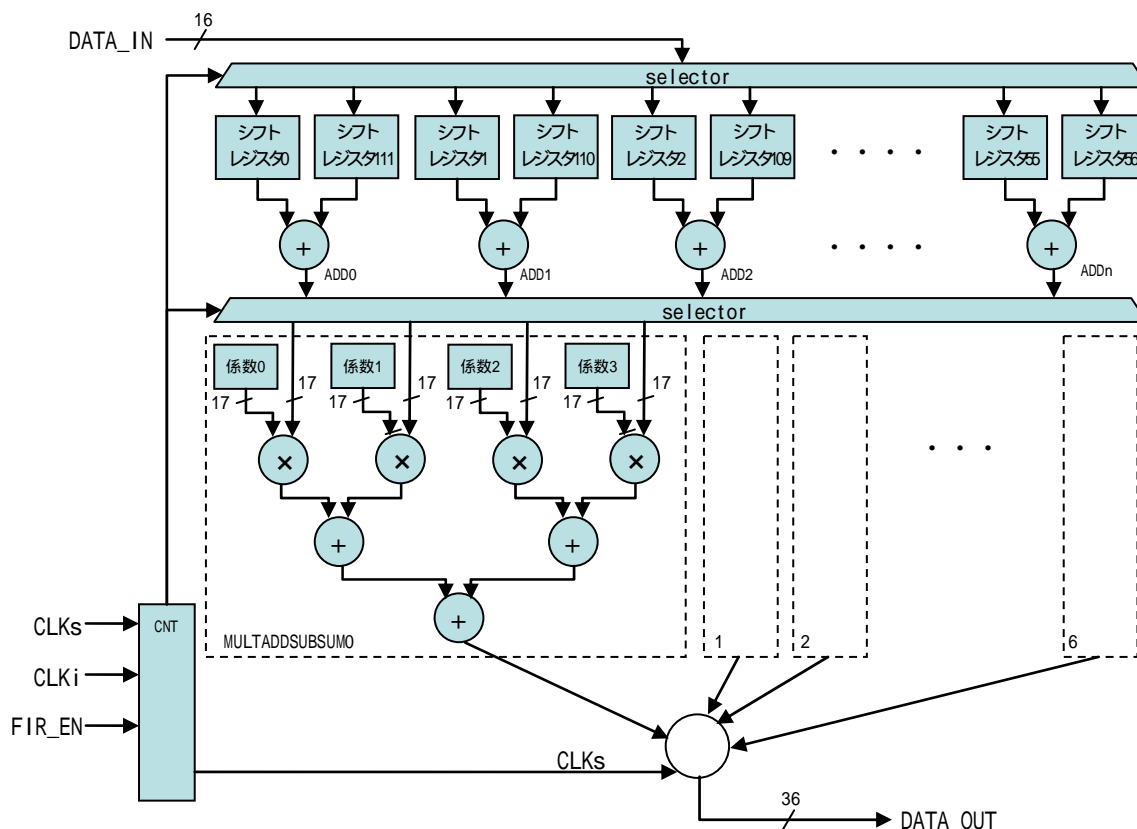 16
DATA_IN
selector
シフト
レジスタ0
シフト
レジスタ111
シフト
レジスタ1
シフト
レジスタ110
シフト
レジスタ2
シフト
レジスタ109
・・・・
シフト
レジスタ55
シフト
レジスタ56
+
ADD0
+
ADD1
+
ADD2
・・・・
+
ADDn
selector
係数0
17
17
係数1
17
17
係数2
17
17
係数3
17
17
×
×
×
×
・・・
+
+
+
MULTADDSUBSUM0
1
2
6
CNT
CLKs
CLKi
FIR_EN
CLKs
36
DATA OUT